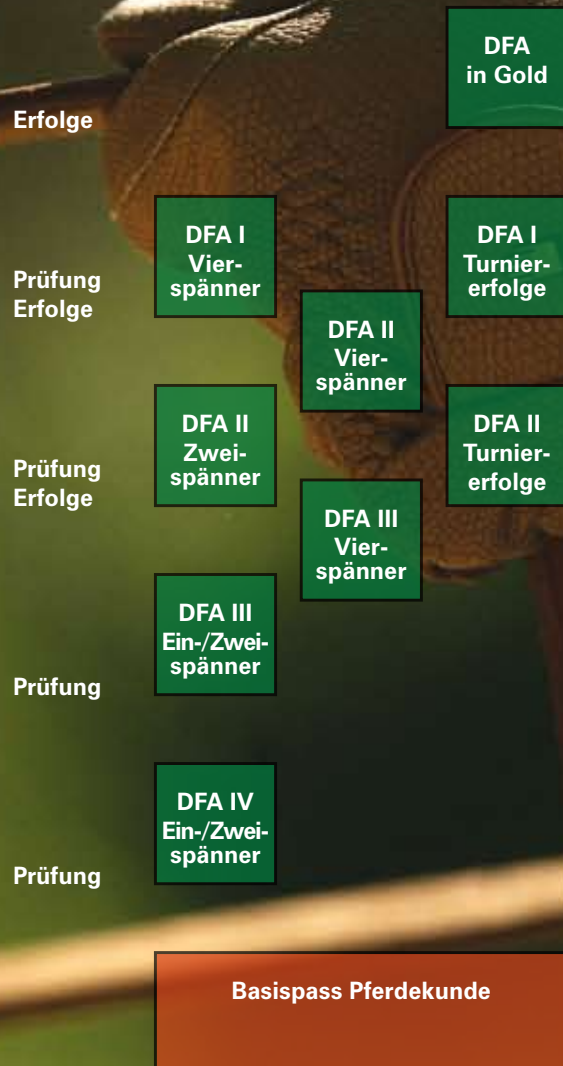 DFA
in Gold
Erfolge
DFA I
Vier-
spänner
DFA I
Turnier-
erfolge
Prüfung
Erfolge
DFA II
Vier-
spänner
DFA II
Zwei-
spänner
DFA II
Turnier-
erfolge
Prüfung
Erfolge
DFA III
Vier-
spänner
DFA III
Ein-/Zwei-
spänner
Prüfung
DFA IV
Ein-/Zwei-
spänner
Prüfung
Basispass Pferdekunde